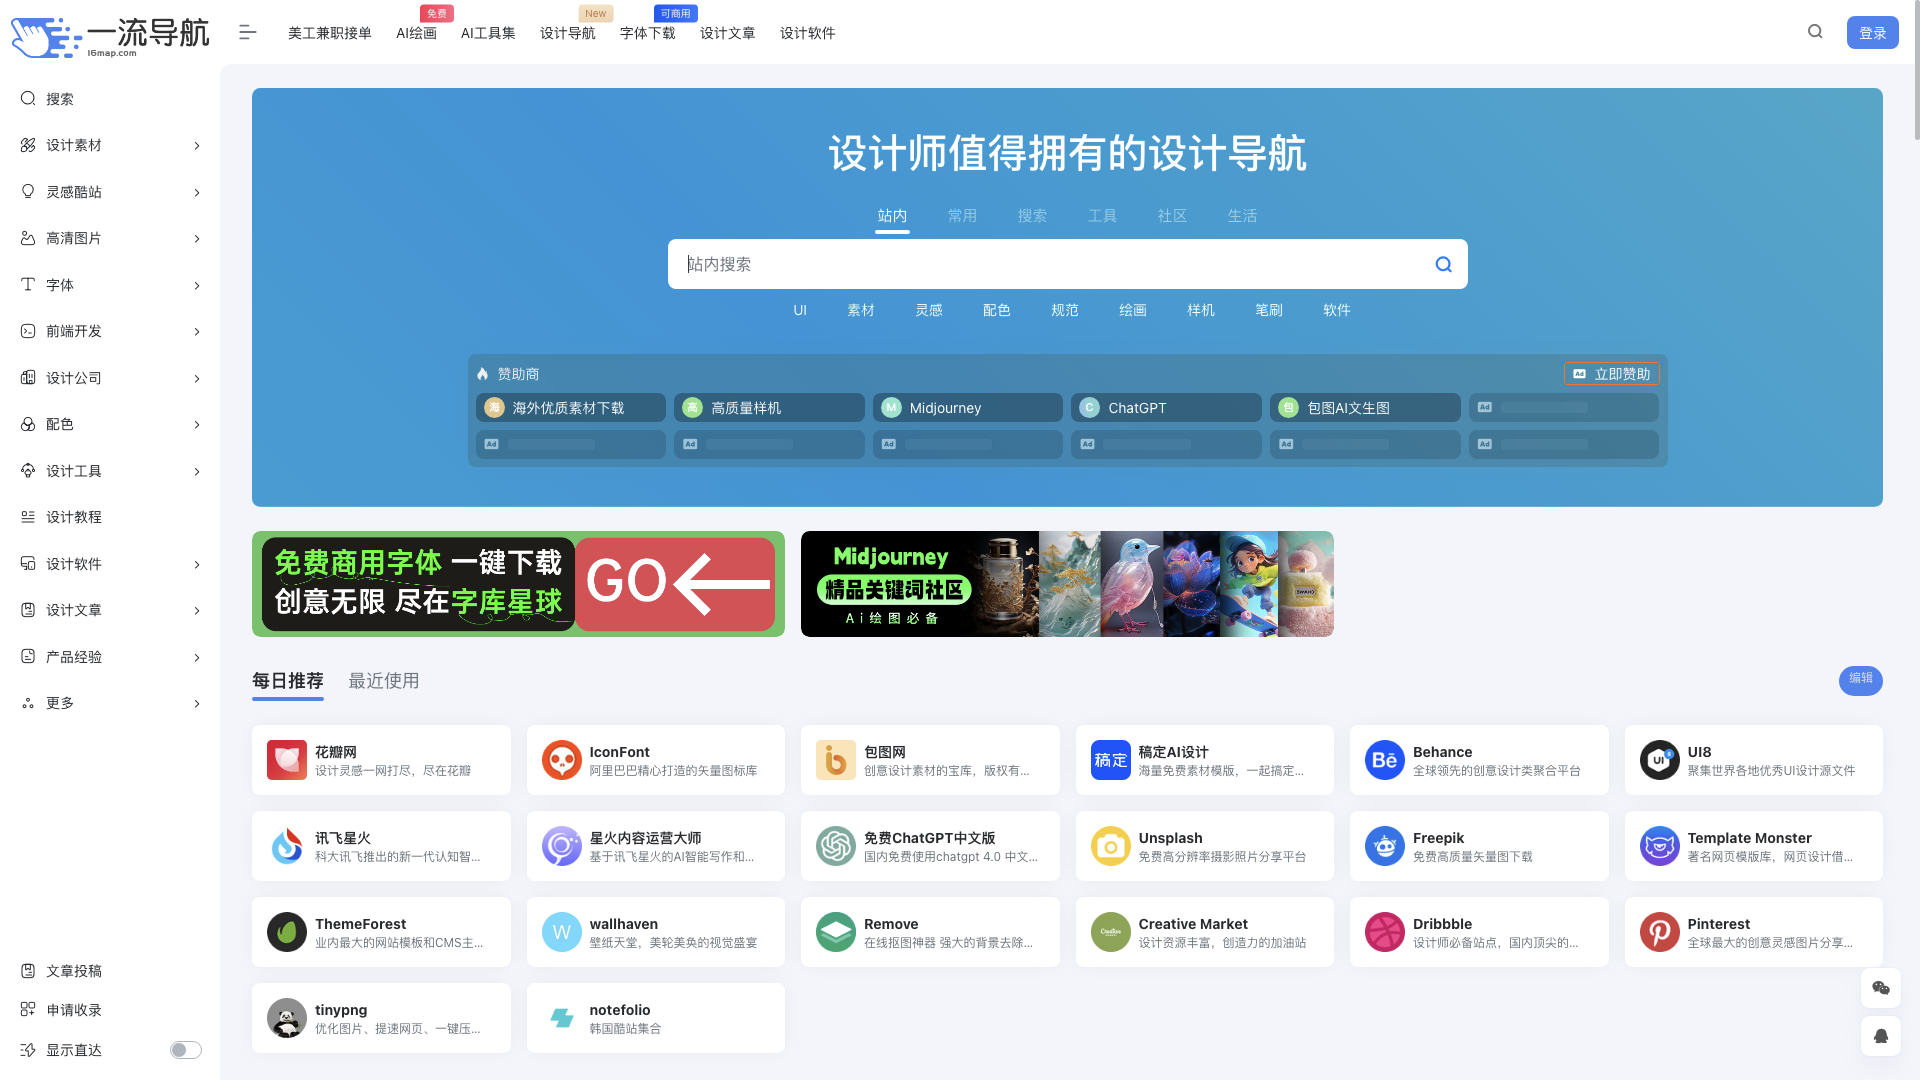 一流导航
l6map.com
美工兼职接单
免费
AI绘画
AI工具集
New
设计导航
可商用
字体下载
设计文章
设计软件
登录
搜索
设计素材
灵感酷站
高清图片
字体
前端开发
设计公司
配色
设计工具
设计教程
设计软件
设计文章
产品经验
更多
文章投稿
申请收录
显示直达
设计师值得拥有的设计导航
站内 常用 搜索 工具 社区 生活
站内搜索
UI 素材 灵感 配色 规范 绘画 样机 笔刷 软件
赞助商
Ad 立即赞助
海 海外优质素材下载
高 高质量样机
M Midjourney
C ChatGPT
包 包图AI文生图
Ad
Ad Ad Ad Ad Ad Ad
免费商用字体 一键下载
创意无限 尽在字库星球
GO
Midjourney
精品关键词社区
Ai绘图必备
SWAHO
每日推荐 最近使用
编辑
花瓣网
设计灵感一网打尽，尽在花瓣
IconFont
阿里巴巴精心打造的矢量图标库
包图网
创意设计素材的宝库，版权有...
稿定
稿定AI设计
海量免费素材模版，一起搞定...
Bē
Behance
全球领先的创意设计类聚合平台
UI 8
UI8
聚集世界各地优秀UI设计源文件
讯飞星火
科大讯飞推出的新一代认知智...
星火内容运营大师
基于讯飞星火的AI智能写作和...
免费ChatGPT中文版
国内免费使用chatgpt 4.0 中文...
Unsplash
免费高分辨率摄影照片分享平台
Freepik
免费高质量矢量图下载
Template Monster
著名网页模版库，网页设计借...
ThemeForest
业内最大的网站模板和CMS主...
W
wallhaven
壁纸天堂，美轮美奂的视觉盛宴
Remove
在线抠图神器 强大的背景去除...
Creative
Creative Market
设计资源丰富，创造力的加油站
Dribbble
设计师必备站点，国内顶尖的...
Pinterest
全球最大的创意灵感图片分享...
tinypng
优化图片、提速网页、一键压...
notefolio
韩国酷站集合